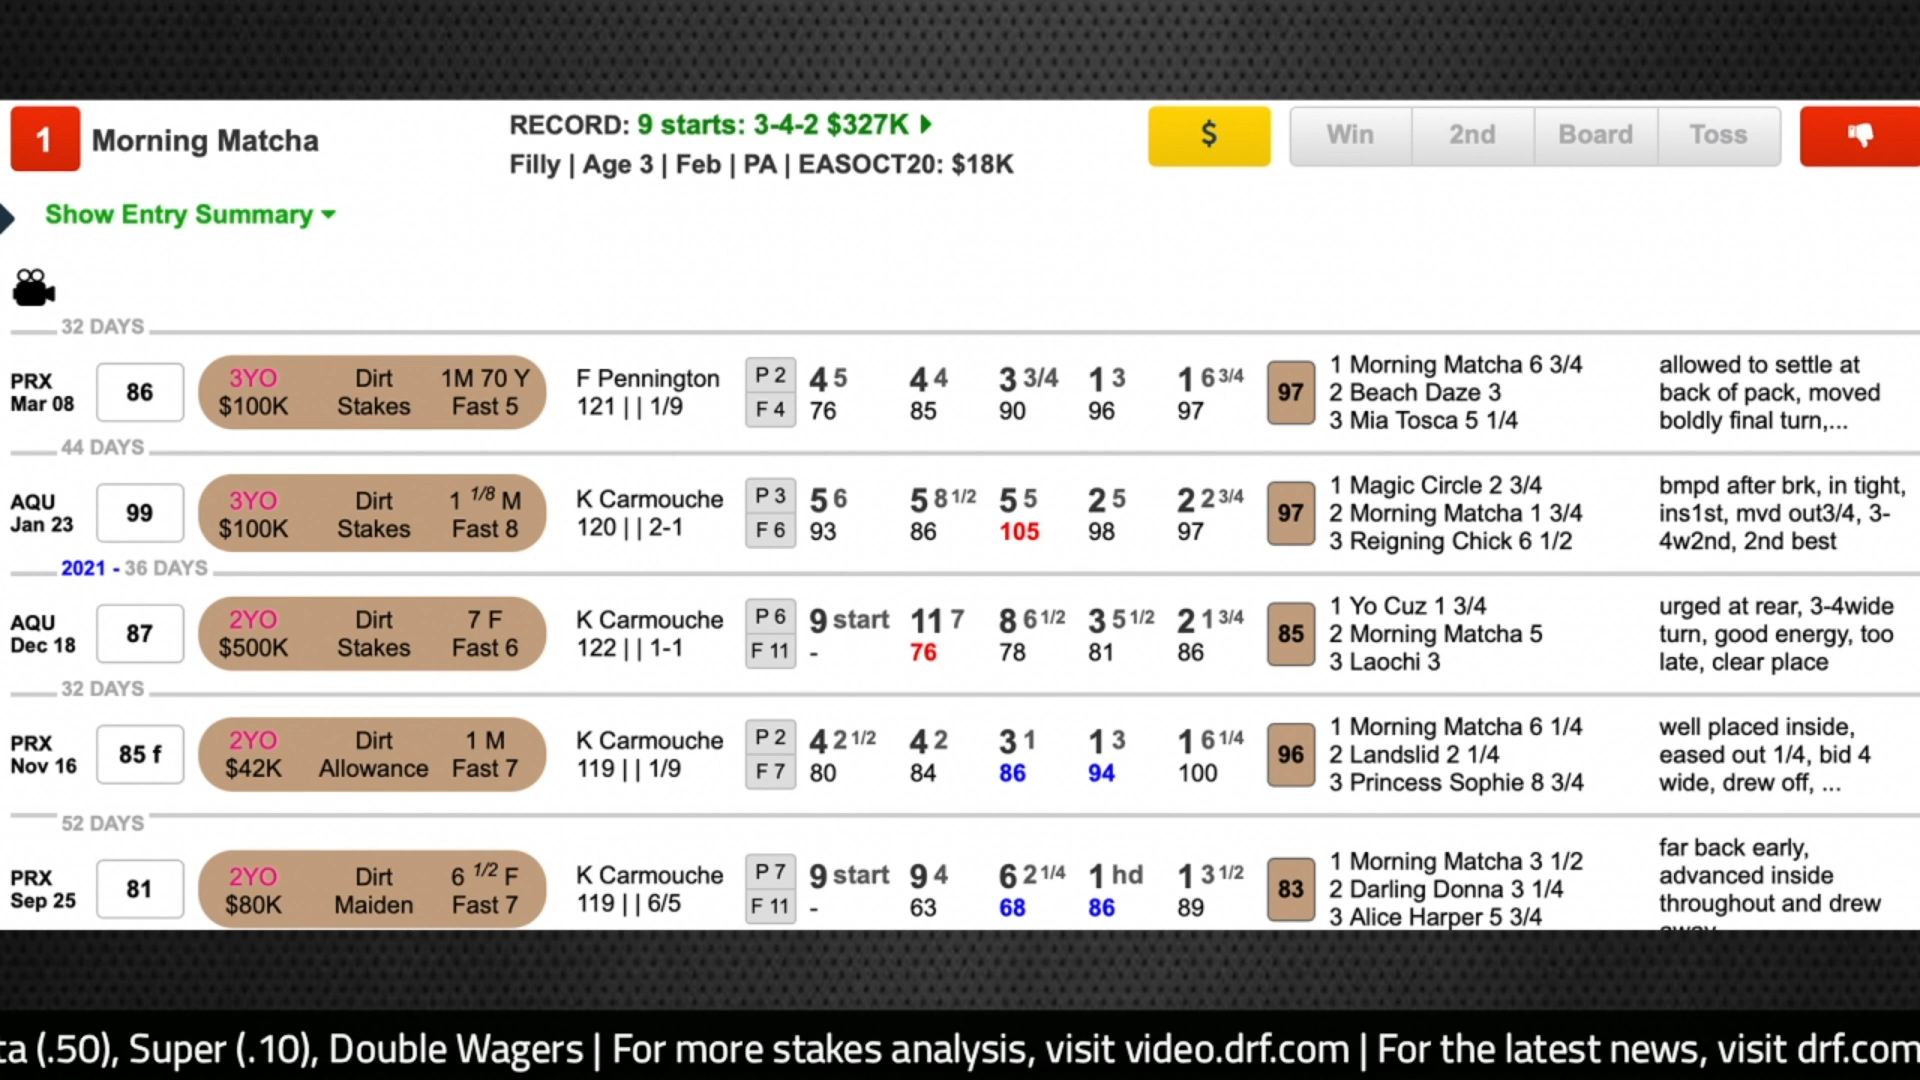 1 Morning Matcha
RECORD: 9 starts: 3-4-2 $327K
Filly | Age 3 | Feb | PA | EASOCT20: $18K
$ Win 2nd Board Toss
Show Entry Summary
32 DAYS
PRX Mar 08
86
3YO Dirt 1M 70 Y
$100K Stakes Fast 5
F Pennington
121 | | 1/9
P 2
F 4
4 5 4 4 3 3/4 1 3 1 6 3/4
76 85 90 96 97
97
1 Morning Matcha 6 3/4
2 Beach Daze 3
3 Mia Tosca 5 1/4
allowed to settle at
back of pack, moved
boldly final turn,...
44 DAYS
AQU Jan 23
99
3YO Dirt 1 1/8 M
$100K Stakes Fast 8
K Carmouche
120 | | 2-1
P 3
F 6
5 6 5 8 1/2 5 5 2 5 2 2 3/4
93 86 105 98 97
97
1 Magic Circle 2 3/4
2 Morning Matcha 1 3/4
3 Reigning Chick 6 1/2
bmpd after brk, in tight,
ins1st, mvd out3/4, 3-
4w2nd, 2nd best
2021 - 36 DAYS
AQU Dec 18
87
2YO Dirt 7 F
$500K Stakes Fast 6
K Carmouche
122 | | 1-1
P 6
F 11
9 start 11 7 8 6 1/2 3 5 1/2 2 1 3/4
- 76 78 81 86
85
1 Yo Cuz 1 3/4
2 Morning Matcha 5
3 Laochi 3
urged at rear, 3-4wide
turn, good energy, too
late, clear place
32 DAYS
PRX Nov 16
85 f
2YO Dirt 1 M
$42K Allowance Fast 7
K Carmouche
119 | | 1/9
P 2
F 7
4 2 1/2 4 2 3 1 1 3 1 6 1/4
80 84 86 94 100
96
1 Morning Matcha 6 1/4
2 Landslid 2 1/4
3 Princess Sophie 8 3/4
well placed inside,
eased out 1/4, bid 4
wide, drew off, ...
52 DAYS
PRX Sep 25
81
2YO Dirt 6 1/2 F
$80K Maiden Fast 7
K Carmouche
119 | | 6/5
P 7
F 11
9 start 9 4 6 2 1/4 1 hd 1 3 1/2
- 63 68 86 89
83
1 Morning Matcha 3 1/2
2 Darling Donna 3 1/4
3 Alice Harper 5 3/4
far back early,
advanced inside
throughout and drew
ta (.50), Super (.10), Double Wagers | For more stakes analysis, visit video.drf.com | For the latest news, visit drf.com